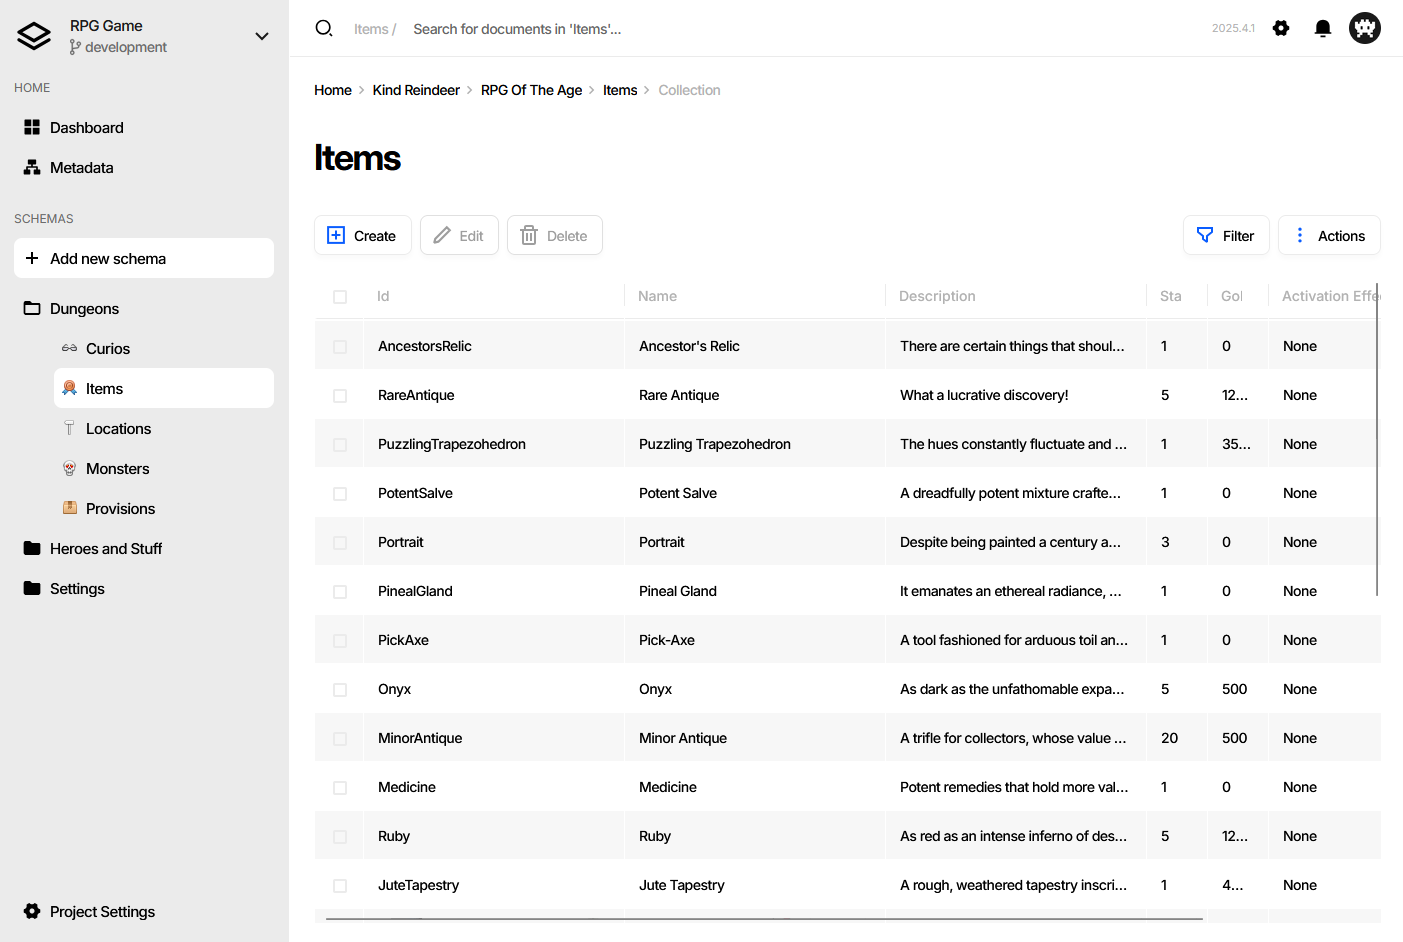 RPG Game
development
HOME
Dashboard
Metadata
SCHEMAS
Add new schema
Dungeons
Curios
Items
Locations
Monsters
Provisions
Heroes and Stuff
Settings
Project Settings
Items / Search for documents in 'Items'...
2025.4.1
Home > Kind Reindeer > RPG Of The Age > Items > Collection
Items
Create Edit Delete Filter Actions
Id Name Description Sta Gol Activation Effe
AncestorsRelic Ancestor's Relic There are certain things that shoul... 1 0 None
RareAntique Rare Antique What a lucrative discovery! 5 12... None
PuzzlingTrapezohedron Puzzling Trapezohedron The hues constantly fluctuate and ... 1 35... None
PotentSalve Potent Salve A dreadfully potent mixture crafte... 1 0 None
Portrait Portrait Despite being painted a century a... 3 0 None
PinealGland Pineal Gland It emanates an ethereal radiance, ... 1 0 None
PickAxe Pick-Axe A tool fashioned for arduous toil an... 1 0 None
Onyx Onyx As dark as the unfathomable expa... 5 500 None
MinorAntique Minor Antique A trifle for collectors, whose value ... 20 500 None
Medicine Medicine Potent remedies that hold more val... 1 0 None
Ruby Ruby As red as an intense inferno of des... 5 12... None
JuteTapestry Jute Tapestry A rough, weathered tapestry inscri... 1 4... None